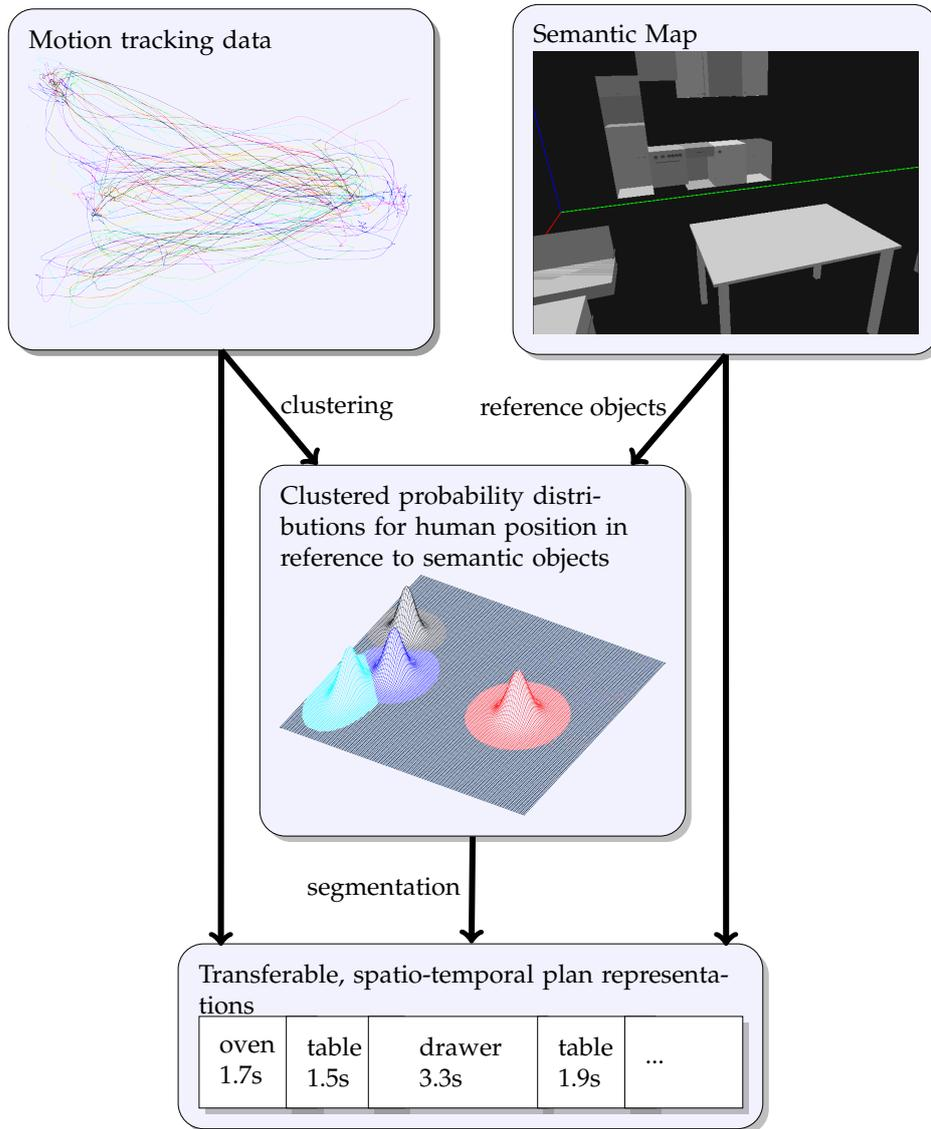 Motion tracking data
Semantic Map
clustering
reference objects
Clustered probability distri-
butions for human position in
reference to semantic objects
segmentation
Transferable, spatio-temporal plan representa-
tions
oven table drawer table ...
1.7s 1.5s 3.3s 1.9s